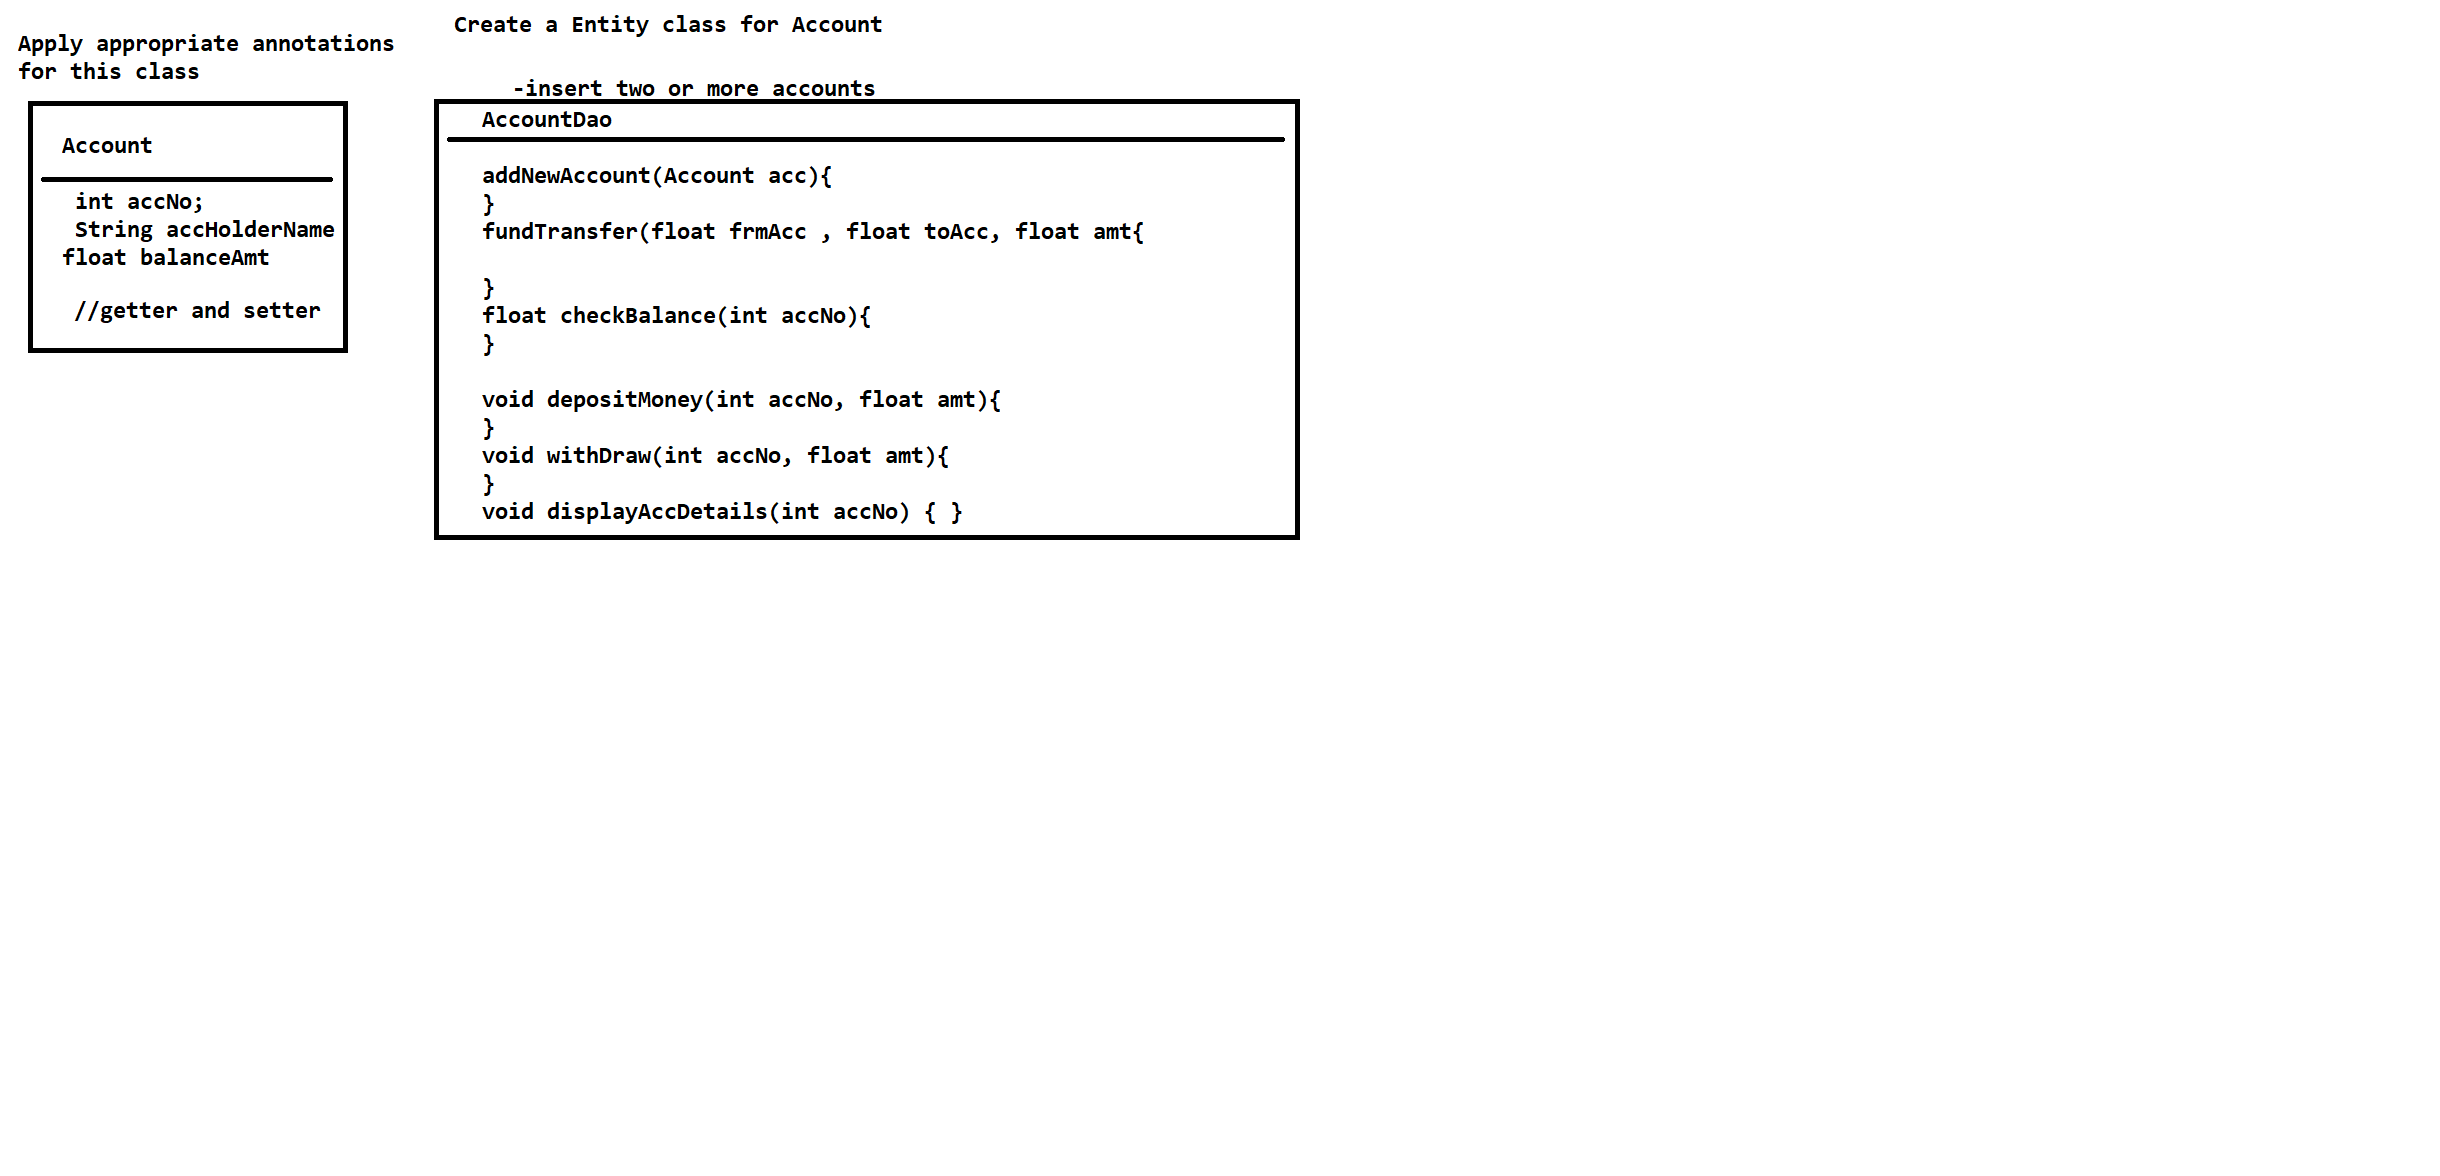 Apply appropriate annotations
for this class
Account
int accNo;
String accHolderName
float balanceAmt
//getter and setter
Create a Entity class for Account
-insert two or more accounts
AccountDao
addNewAccount(Account acc){
}
fundTransfer(float frmAcc , float toAcc, float amt{
}
float checkBalance(int accNo){
}
void depositMoney(int accNo, float amt){
}
void withDraw(int accNo, float amt){
}
void displayAccDetails(int accNo) { }